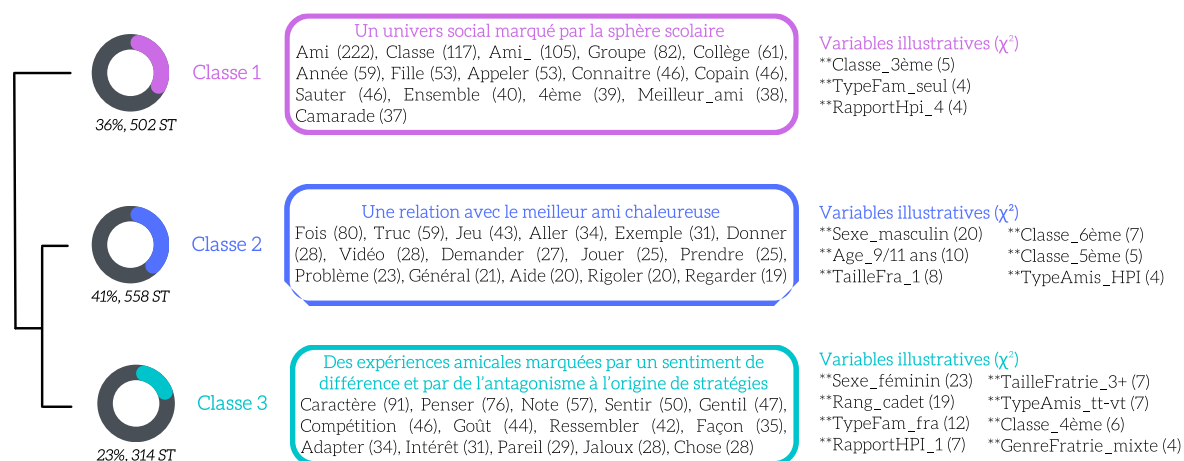 Un univers social marqué par la sphère scolaire
Ami (222), Classe (117), Ami_ (105), Groupe (82), Collège (61),
Année (59), Fille (53), Appeler (53), Connaitre (46), Copain (46),
Sauter (46), Ensemble (40), 4ème (39), Meilleur_ami (38),
Camarade (37)
Classe 1
36%, 502 ST
Variables illustratives (χ²)
**Classe_3ème (5)
**TypeFam_seul (4)
**RapportHpi_4 (4)
Une relation avec le meilleur ami chaleureuse
Fois (80), Truc (59), Jeu (43), Aller (34), Exemple (31), Donner
(28), Vidéo (28), Demander (27), Jouer (25), Prendre (25),
Problème (23), Général (21), Aide (20), Rigoler (20), Regarder (19)
Classe 2
41%, 558 ST
Variables illustratives (χ²)
**Sexe_masculin (20) **Classe_6ème (7)
**Age_9/11 ans (10) **Classe_5ème (5)
**TailleFra_1 (8) **TypeAmis_HPI (4)
Des expériences amicales marquées par un sentiment de
différence et par de l'antagonisme à l'origine de stratégies
Caractère (91), Penser (76), Note (57), Sentir (50), Gentil (47),
Compétition (46), Goût (44), Ressembler (42), Façon (35),
Adapter (34), Intérêt (31), Pareil (29), Jaloux (28), Chose (28)
Classe 3
23%, 314 ST
Variables illustratives (χ²)
**Sexe_féminin (23) **TailleFratrie_3+ (7)
**Rang_cadet (19) **TypeAmis_tt-vt (7)
**TypeFam_fra (12) **Classe_4ème (6)
**RapportHPI_1 (7) **GenreFratrie_mixte (4)